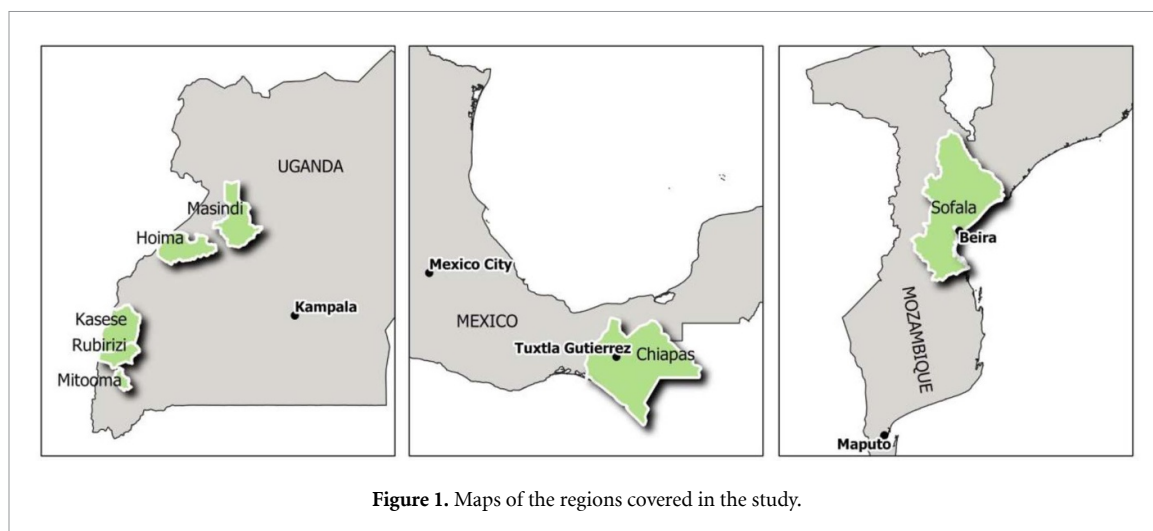 UGANDA
Masindi
Hoima
Kampala
Kasese
Rubirizi
Mitooma
Mexico City
MEXICO
Tuxtla Gutierrez
Chiapas
Sofala
Beira
MOZAMBIQUE
Maputo
Figure 1. Maps of the regions covered in the study.